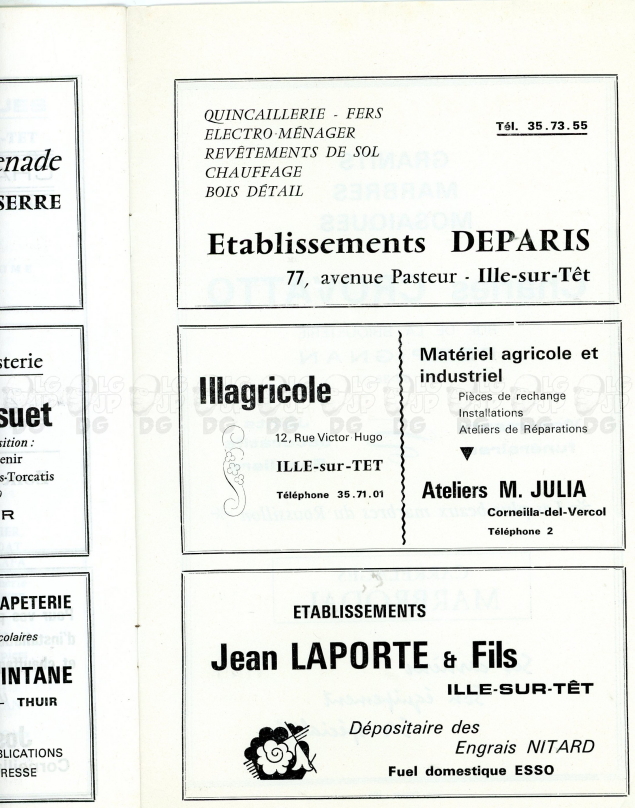 enade
SERRE
sterie
suet
sition :
enir
s-Torcatis
R
APETERIE
colaires
INTANE
– THUIR
BLICATIONS
RESSE
QUINCAILLERIE - FERS
ELECTRO-MÉNAGER
REVÊTEMENTS DE SOL
CHAUFFAGE
BOIS DÉTAIL
Tél. 35.73.55
Etablissements DEPARIS
77, avenue Pasteur - Ille-sur-Têt
Illagricole
12, Rue Victor Hugo
ILLE-sur-TET
Téléphone 35.71.01
Matériel agricole et
industriel
Pièces de rechange
Installations
Ateliers de Réparations
Ateliers M. JULIA
Corneilla-del-Vercol
Téléphone 2
ETABLISSEMENTS
Jean LAPORTE & Fils
ILLE-SUR-TÊT
Dépositaire des
Engrais NITARD
Fuel domestique ESSO